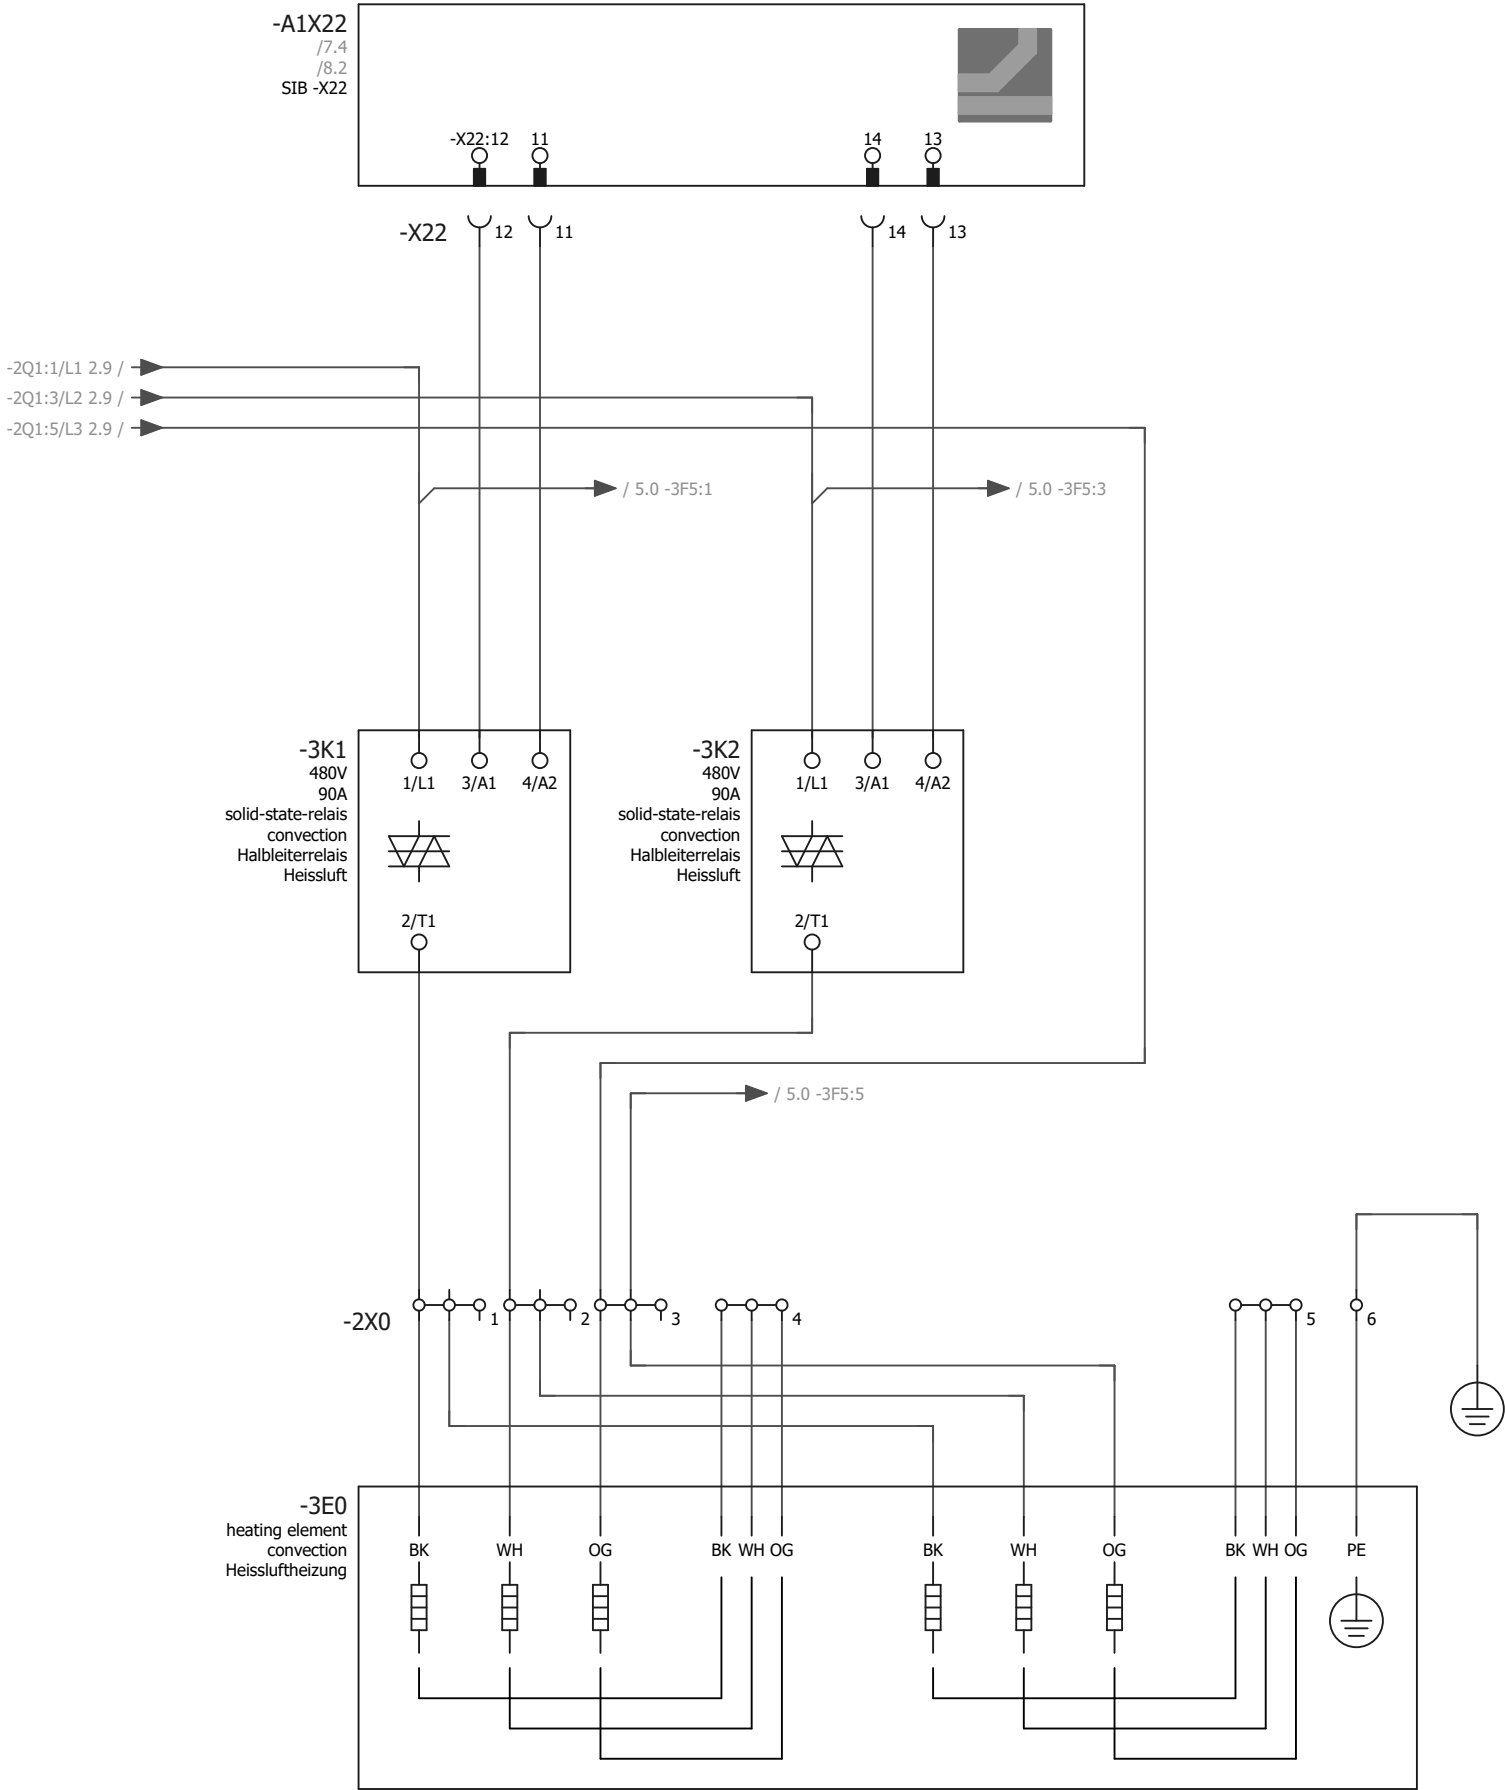 -A1X22
/7.4
/8.2
SIB -X22
-X22:12 11 14 13
-X22 12 11 14 13
-2Q1:1/L1 2.9 /
-2Q1:3/L2 2.9 /
-2Q1:5/L3 2.9 /
/ 5.0 -3F5:1 / 5.0 -3F5:3
-3K1
480V
90A
solid-state-relais
convection
Halbleiterrelais
Heissluft
1/L1 3/A1 4/A2
2/T1
-3K2
480V
90A
solid-state-relais
convection
Halbleiterrelais
Heissluft
1/L1 3/A1 4/A2
2/T1
/ 5.0 -3F5:5
-2X0 1 2 3 4 5 6
-3E0
heating element
convection
Heissluftheizung
BK WH OG BK WH OG BK WH OG BK WH OG PE